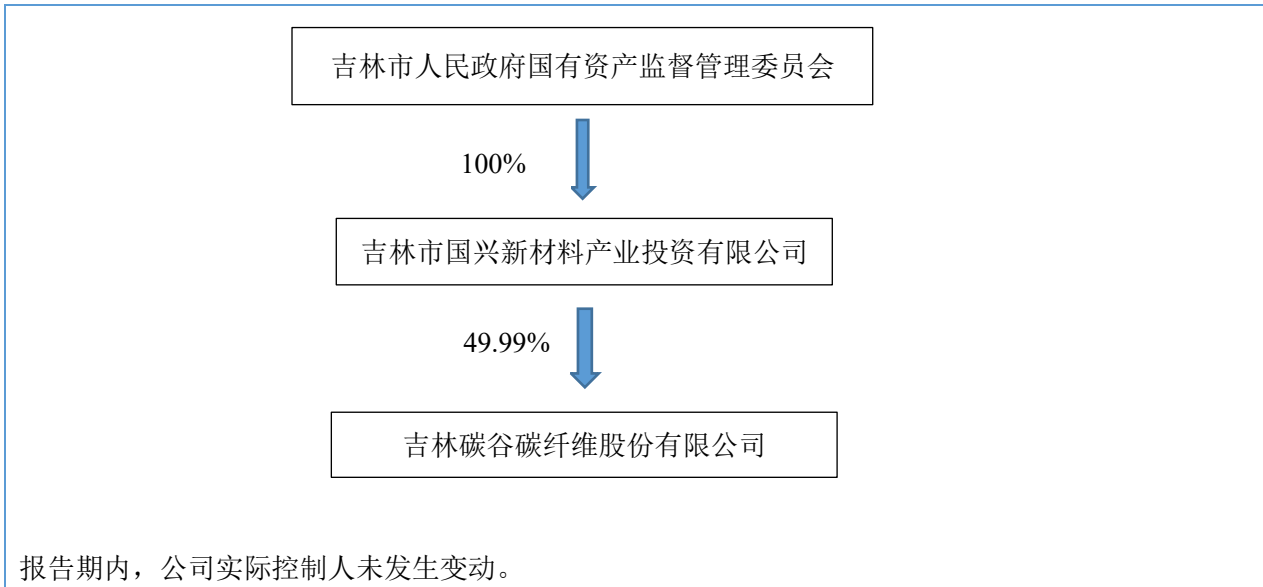 吉林市人民政府国有资产监督管理委员会
100%
吉林市国兴新材料产业投资有限公司
49.99%
吉林碳谷碳纤维股份有限公司
报告期内，公司实际控制人未发生变动。